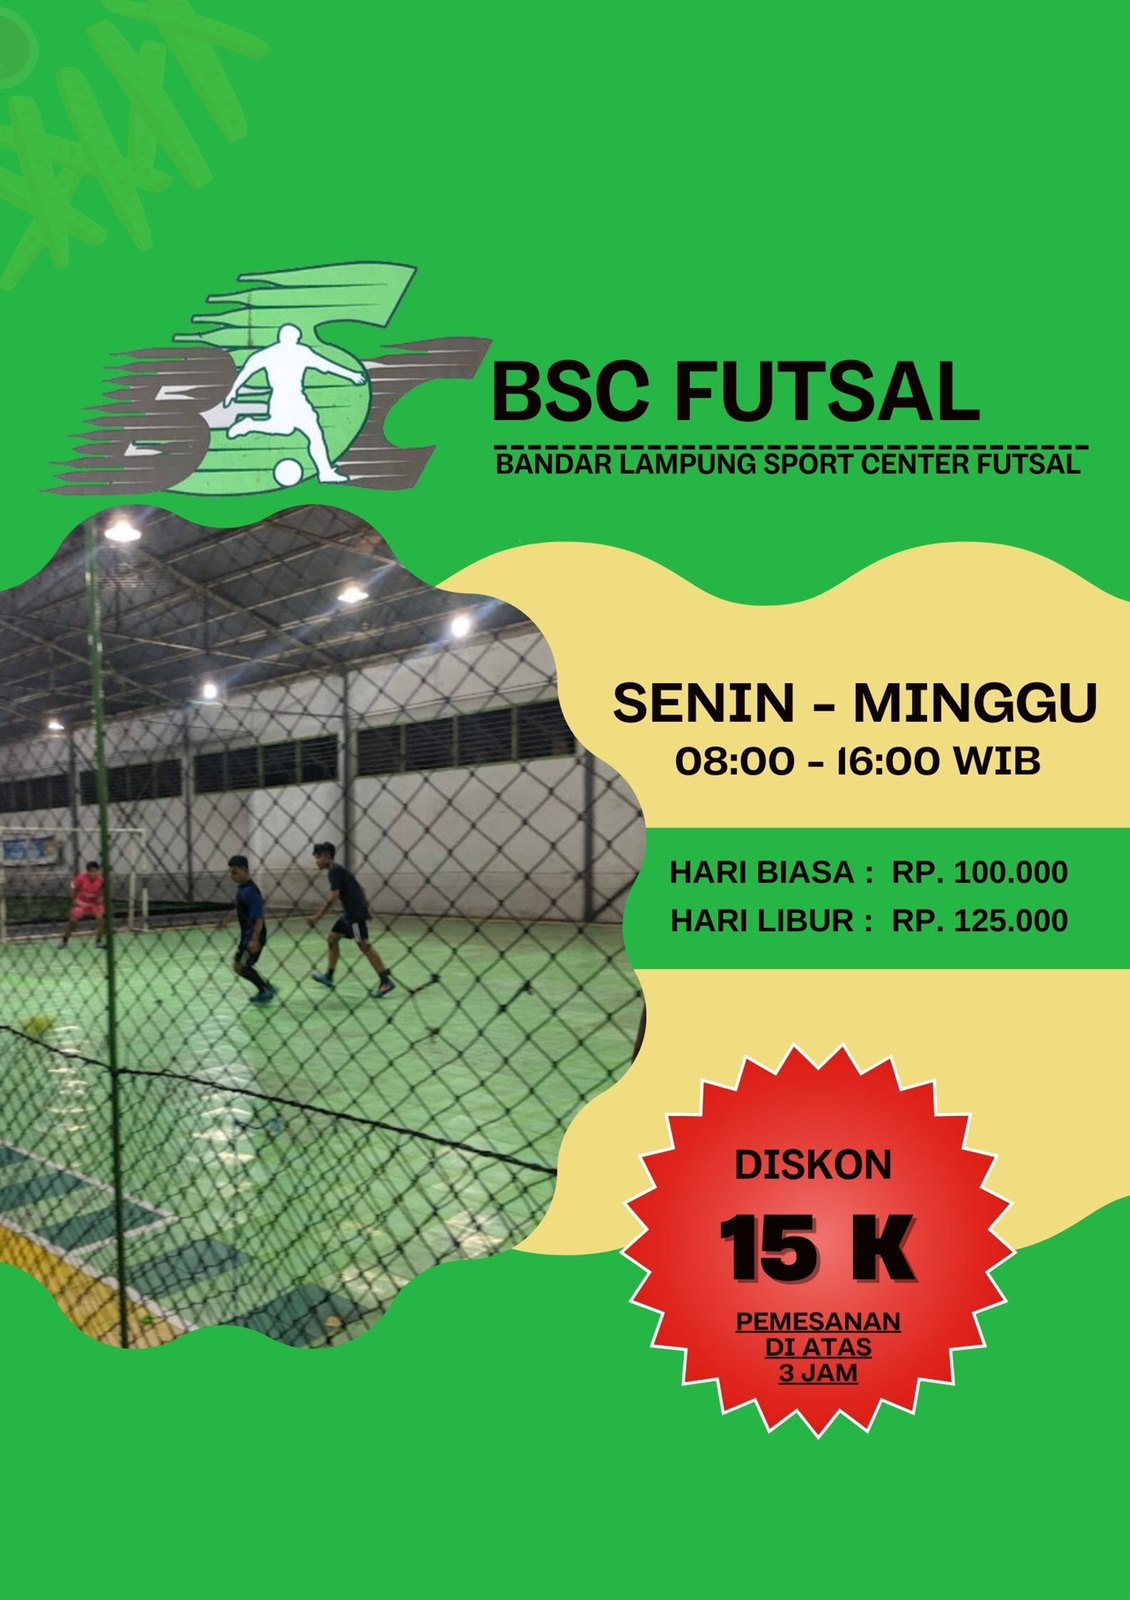 BSC
BSC FUTSAL
BANDAR LAMPUNG SPORT CENTER FUTSAL
SENIN - MINGGU
08:00 - 16:00 WIB
HARI BIASA : RP. 100.000
HARI LIBUR : RP. 125.000
DISKON
15 K
PEMESANAN
DI ATAS
3 JAM